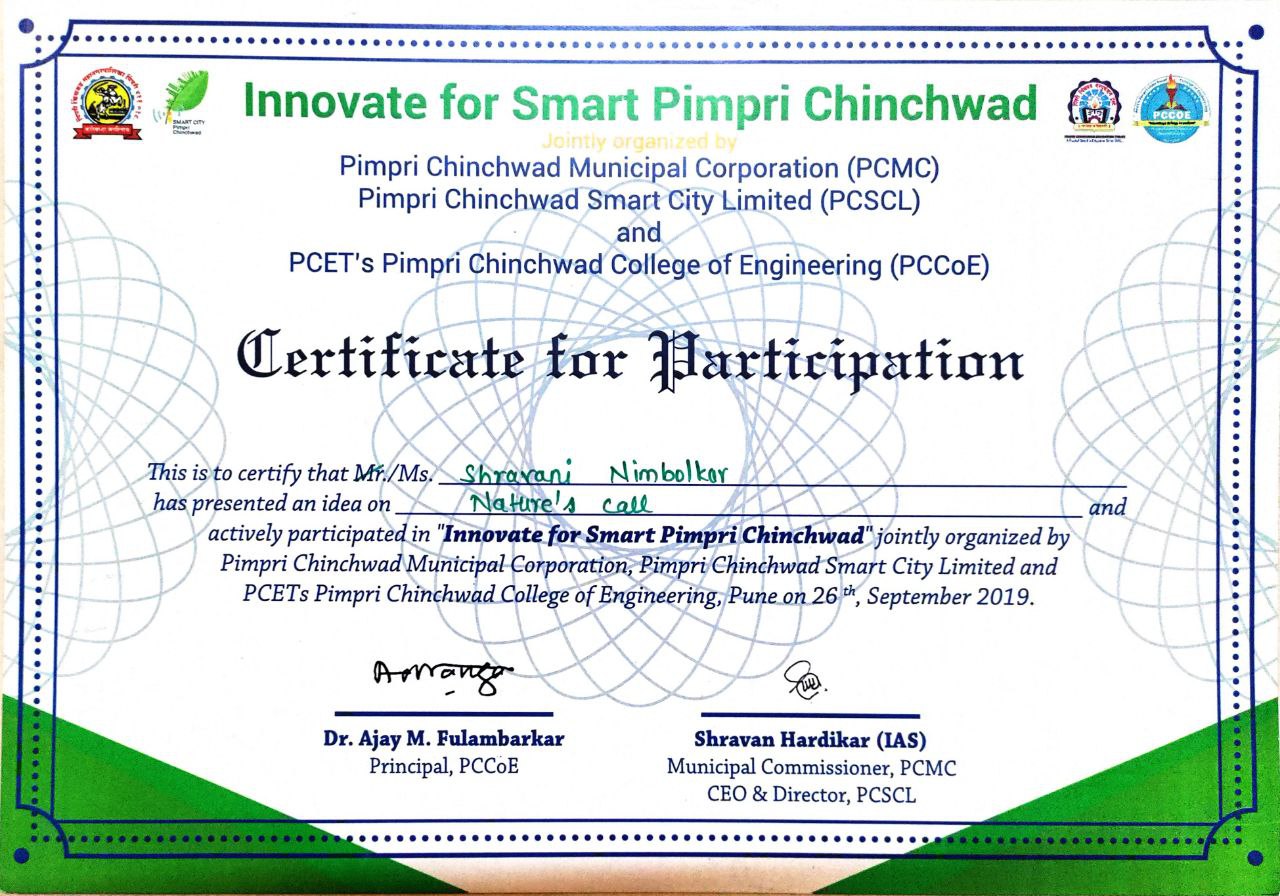 Innovate for Smart Pimpri Chinchwad
Jointly organized by
Pimpri Chinchwad Municipal Corporation (PCMC)
Pimpri Chinchwad Smart City Limited (PCSCL)
and
PCET's Pimpri Chinchwad College of Engineering (PCCoE)
SMART CITY
Pimpri
Chinchwad
PCCOE
Certificate for Participation
This is to certify that Mr./Ms. Shravani Nimbolkar
has presented an idea on Nature's call and
actively participated in "Innovate for Smart Pimpri Chinchwad" jointly organized by
Pimpri Chinchwad Municipal Corporation, Pimpri Chinchwad Smart City Limited and
PCETs Pimpri Chinchwad College of Engineering, Pune on 26 th, September 2019.
Dr. Ajay M. Fulambarkar
Principal, PCCoE
Shravan Hardikar (IAS)
Municipal Commissioner, PCMC
CEO & Director, PCSCL